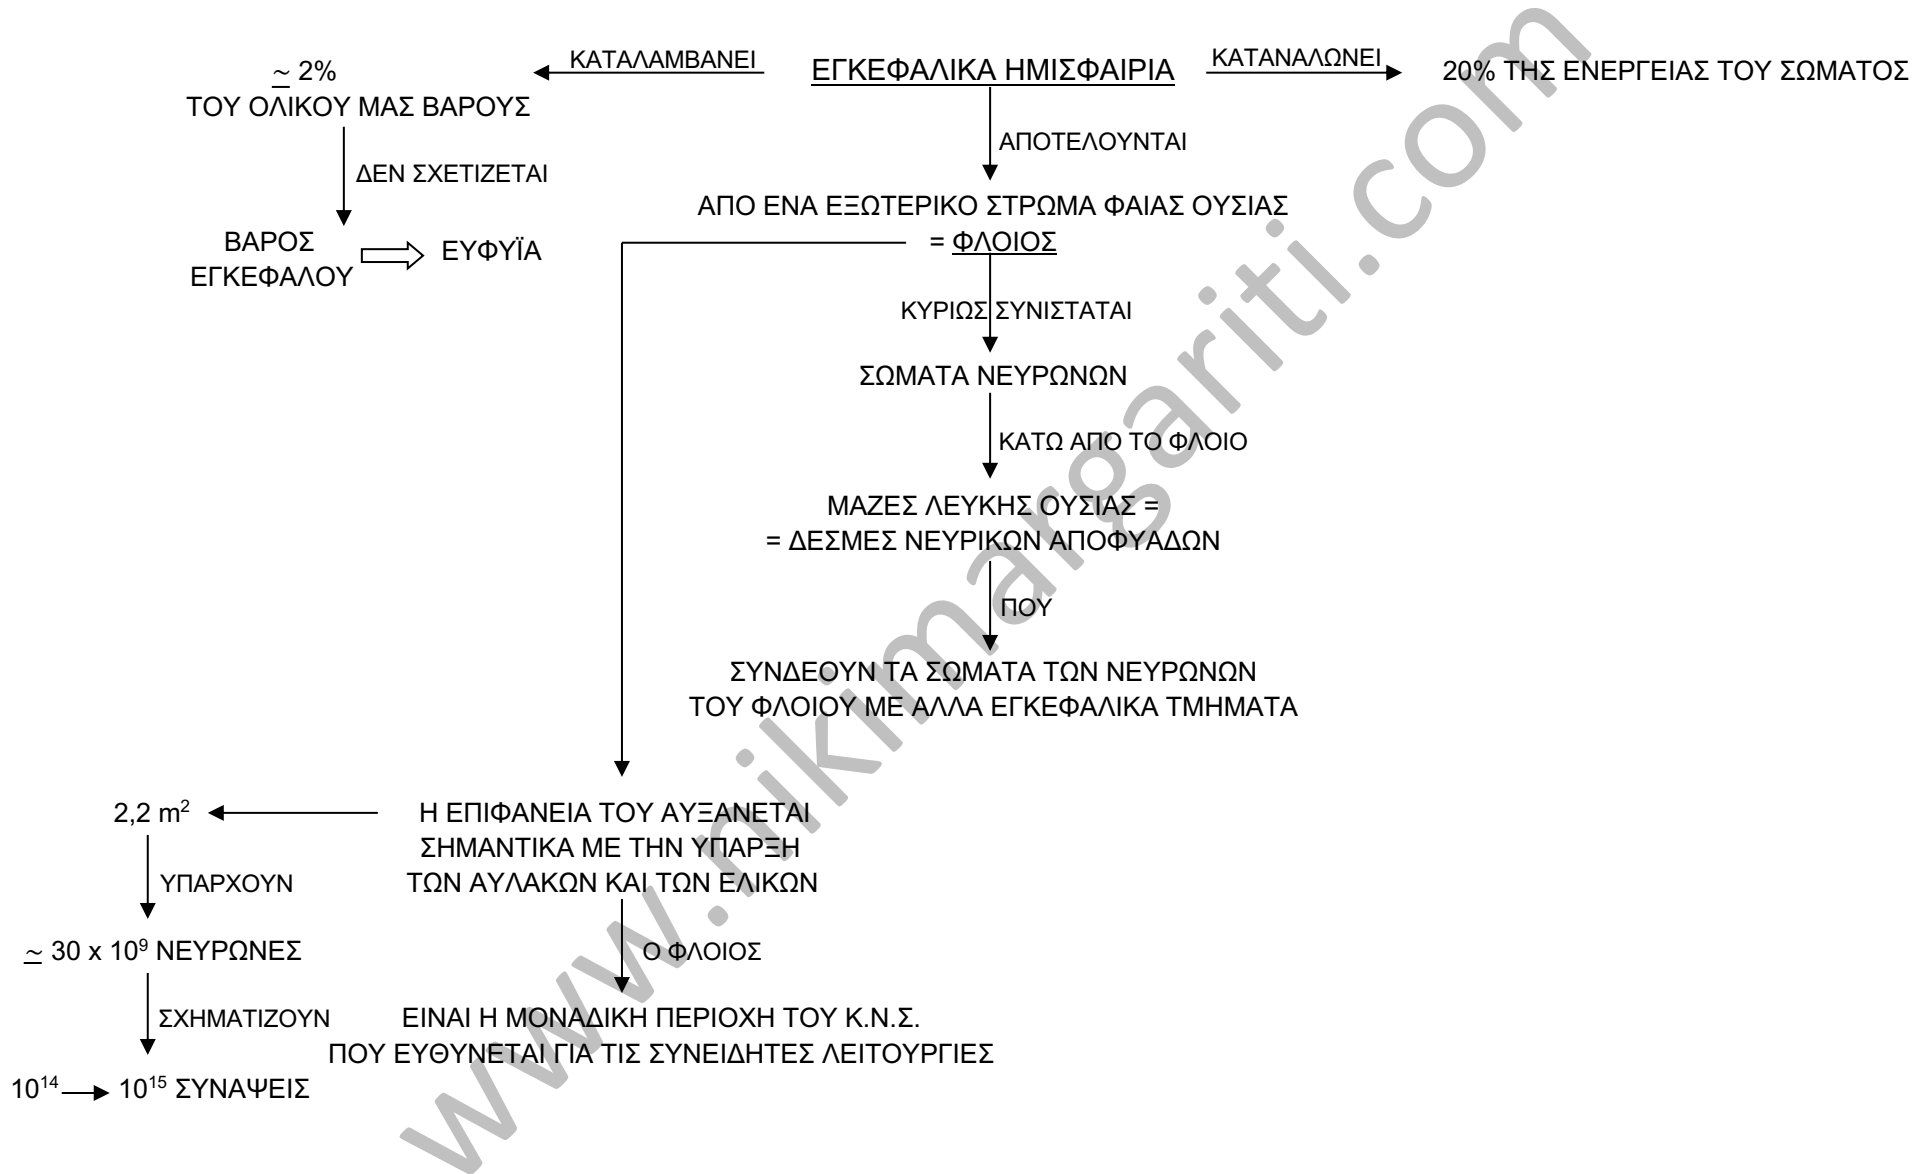 ΕΓΚΕΦΑΛΙΚΑ ΗΜΙΣΦΑΙΡΙΑ
ΚΑΤΑΛΑΜΒΑΝΕΙ
≃ 2%
ΤΟΥ ΟΛΙΚΟΥ ΜΑΣ ΒΑΡΟΥΣ
ΔΕΝ ΣΧΕΤΙΖΕΤΑΙ
ΒΑΡΟΣ
ΕΓΚΕΦΑΛΟΥ
ΕΥΦΥΪΑ
ΚΑΤΑΝΑΛΩΝΕΙ
20% ΤΗΣ ΕΝΕΡΓΕΙΑΣ ΤΟΥ ΣΩΜΑΤΟΣ
ΑΠΟΤΕΛΟΥΝΤΑΙ
ΑΠΟ ΕΝΑ ΕΞΩΤΕΡΙΚΟ ΣΤΡΩΜΑ ΦΑΙΑΣ ΟΥΣΙΑΣ
= ΦΛΟΙΟΣ
ΚΥΡΙΩΣ ΣΥΝΙΣΤΑΤΑΙ
ΣΩΜΑΤΑ ΝΕΥΡΩΝΩΝ
ΚΑΤΩ ΑΠΟ ΤΟ ΦΛΟΙΟ
ΜΑΖΕΣ ΛΕΥΚΗΣ ΟΥΣΙΑΣ =
= ΔΕΣΜΕΣ ΝΕΥΡΙΚΩΝ ΑΠΟΦΥΑΔΩΝ
ΠΟΥ
ΣΥΝΔΕΟΥΝ ΤΑ ΣΩΜΑΤΑ ΤΩΝ ΝΕΥΡΩΝΩΝ
ΤΟΥ ΦΛΟΙΟΥ ΜΕ ΑΛΛΑ ΕΓΚΕΦΑΛΙΚΑ ΤΜΗΜΑΤΑ
Η ΕΠΙΦΑΝΕΙΑ ΤΟΥ ΑΥΞΑΝΕΤΑΙ
ΣΗΜΑΝΤΙΚΑ ΜΕ ΤΗΝ ΥΠΑΡΞΗ
ΤΩΝ ΑΥΛΑΚΩΝ ΚΑΙ ΤΩΝ ΕΛΙΚΩΝ
2,2 m²
ΥΠΑΡΧΟΥΝ
≃ 30 x 10⁹ ΝΕΥΡΩΝΕΣ
ΣΧΗΜΑΤΙΖΟΥΝ
10¹⁴ → 10¹⁵ ΣΥΝΑΨΕΙΣ
Ο ΦΛΟΙΟΣ
ΕΙΝΑΙ Η ΜΟΝΑΔΙΚΗ ΠΕΡΙΟΧΗ ΤΟΥ Κ.Ν.Σ.
ΠΟΥ ΕΥΘΥΝΕΤΑΙ ΓΙΑ ΤΙΣ ΣΥΝΕΙΔΗΤΕΣ ΛΕΙΤΟΥΡΓΙΕΣ
www.nikimargariti.com